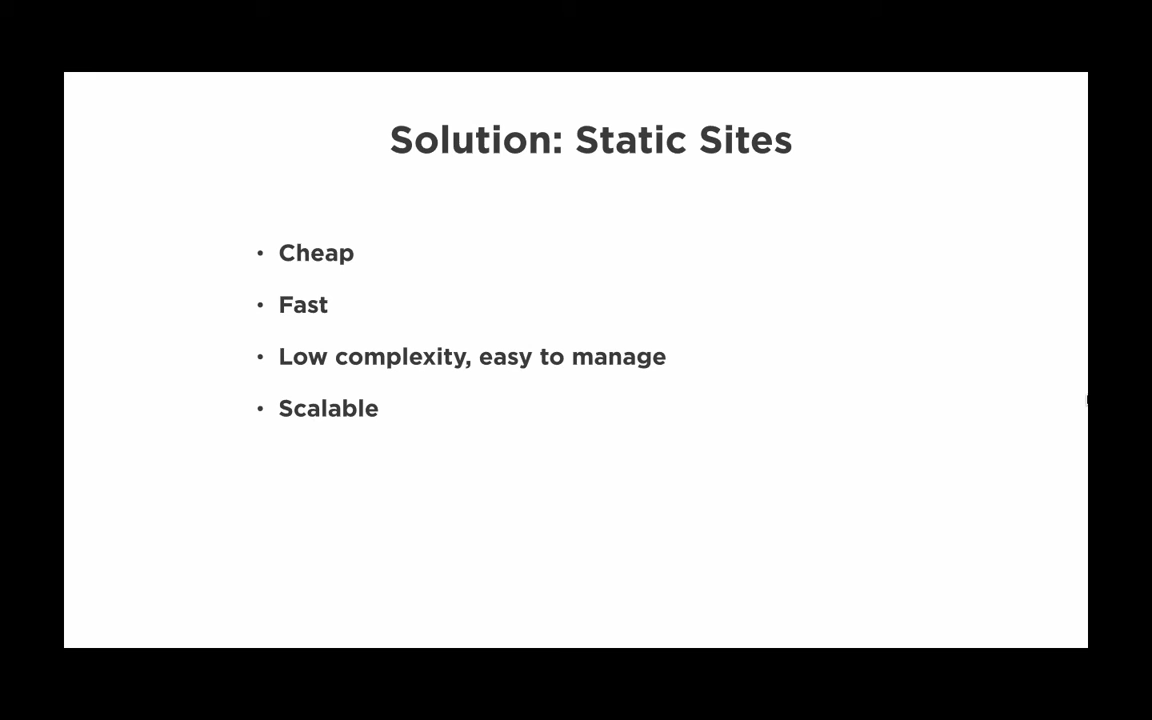 Solution: Static Sites
• Cheap
• Fast
• Low complexity, easy to manage
• Scalable